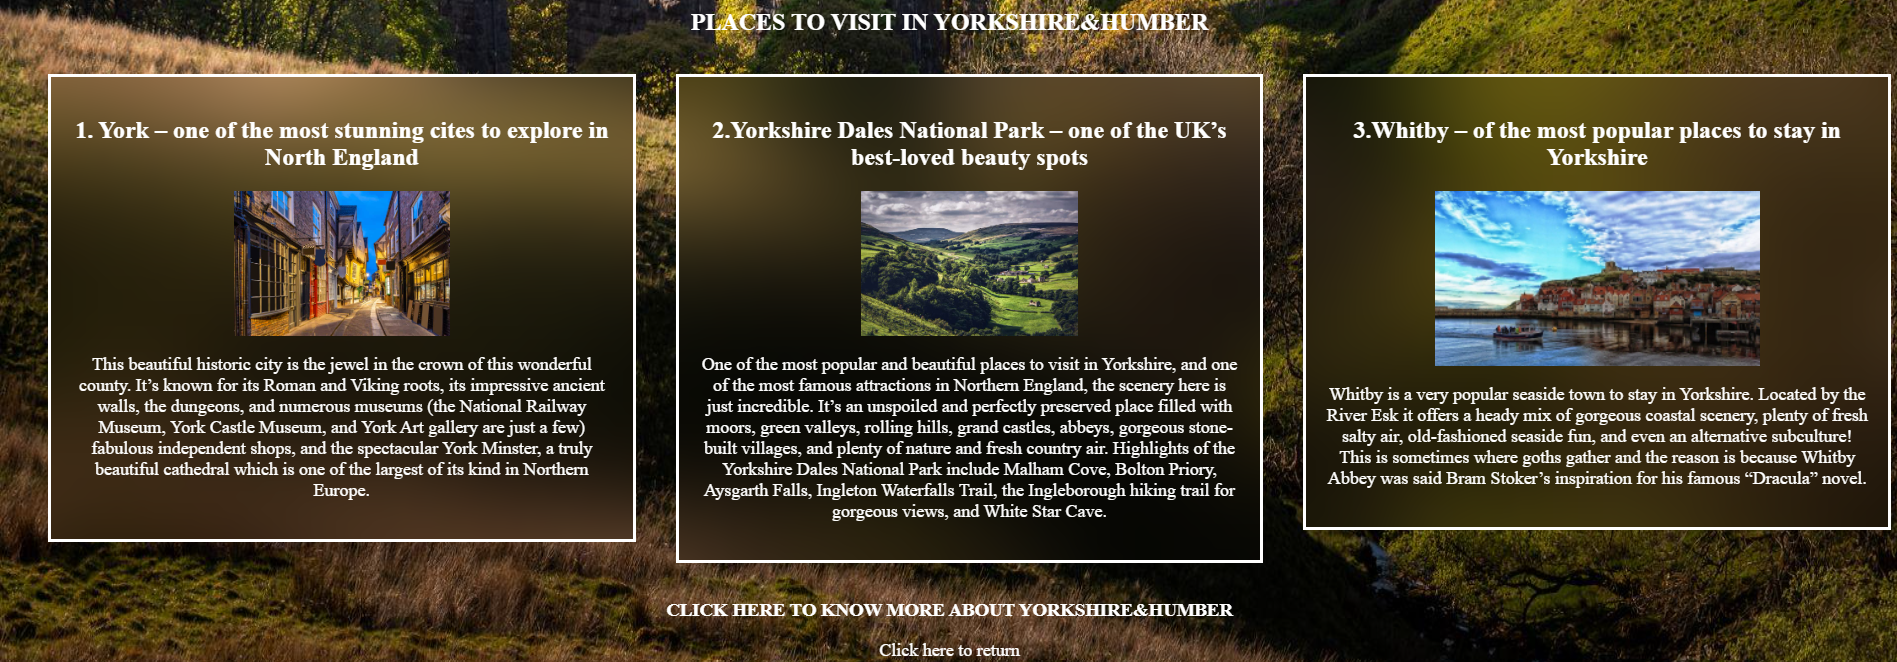 PLACES TO VISIT IN YORKSHIRE&HUMBER
1. York – one of the most stunning cites to explore in
North England
This beautiful historic city is the jewel in the crown of this wonderful
county. It’s known for its Roman and Viking roots, its impressive ancient
walls, the dungeons, and numerous museums (the National Railway
Museum, York Castle Museum, and York Art gallery are just a few)
fabulous independent shops, and the spectacular York Minster, a truly
beautiful cathedral which is one of the largest of its kind in Northern
Europe.
2.Yorkshire Dales National Park – one of the UK’s
best-loved beauty spots
One of the most popular and beautiful places to visit in Yorkshire, and one
of the most famous attractions in Northern England, the scenery here is
just incredible. It’s an unspoiled and perfectly preserved place filled with
moors, green valleys, rolling hills, grand castles, abbeys, gorgeous stone-
built villages, and plenty of nature and fresh country air. Highlights of the
Yorkshire Dales National Park include Malham Cove, Bolton Priory,
Aysgarth Falls, Ingleton Waterfalls Trail, the Ingleborough hiking trail for
gorgeous views, and White Star Cave.
3.Whitby – of the most popular places to stay in
Yorkshire
Whitby is a very popular seaside town to stay in Yorkshire. Located by the
River Esk it offers a heady mix of gorgeous coastal scenery, plenty of fresh
salty air, old-fashioned seaside fun, and even an alternative subculture!
This is sometimes where goths gather and the reason is because Whitby
Abbey was said Bram Stoker’s inspiration for his famous “Dracula” novel.
CLICK HERE TO KNOW MORE ABOUT YORKSHIRE&HUMBER
Click here to return